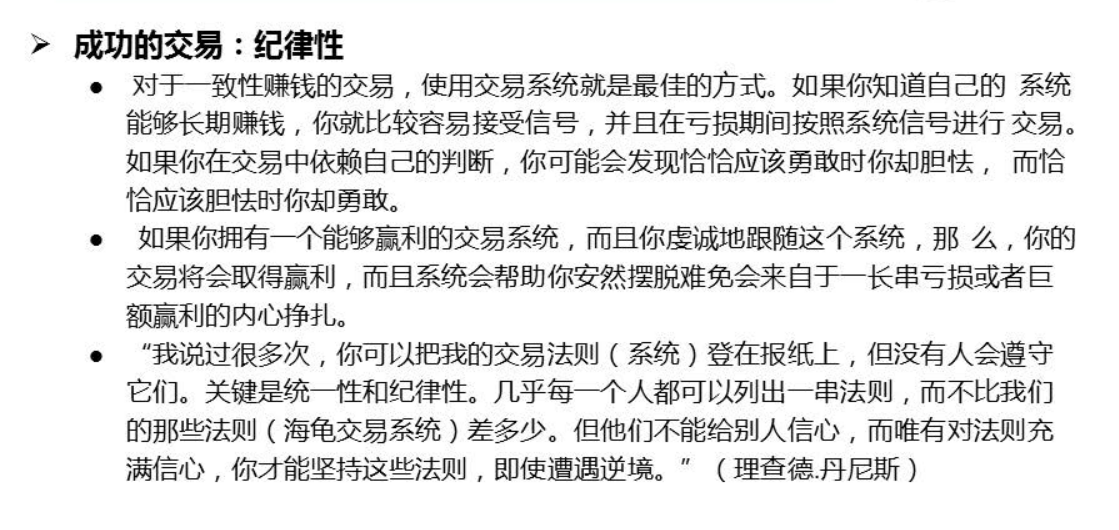 ➢ 成功的交易：纪律性
● 对于一致性赚钱的交易，使用交易系统就是最佳的方式。如果你知道自己的 系统
能够长期赚钱，你就比较容易接受信号，并且在亏损期间按照系统信号进行 交易。
如果你在交易中依赖自己的判断，你可能会发现恰恰应该勇敢时你却胆怯， 而恰
恰应该胆怯时你却勇敢。
● 如果你拥有一个能够赢利的交易系统，而且你虔诚地跟随这个系统，那 么，你的
交易将会取得赢利，而且系统会帮助你安然摆脱难免会来自于一长串亏损或者巨
额赢利的内心挣扎。
● “我说过很多次，你可以把我的交易法则（系统）登在报纸上，但没有人会遵守
它们。关键是统一性和纪律性。几乎每一个人都可以列出一串法则，而不比我们
的那些法则（海龟交易系统）差多少。但他们不能给别人信心，而唯有对法则充
满信心，你才能坚持这些法则，即使遭遇逆境。”（理查德.丹尼斯）